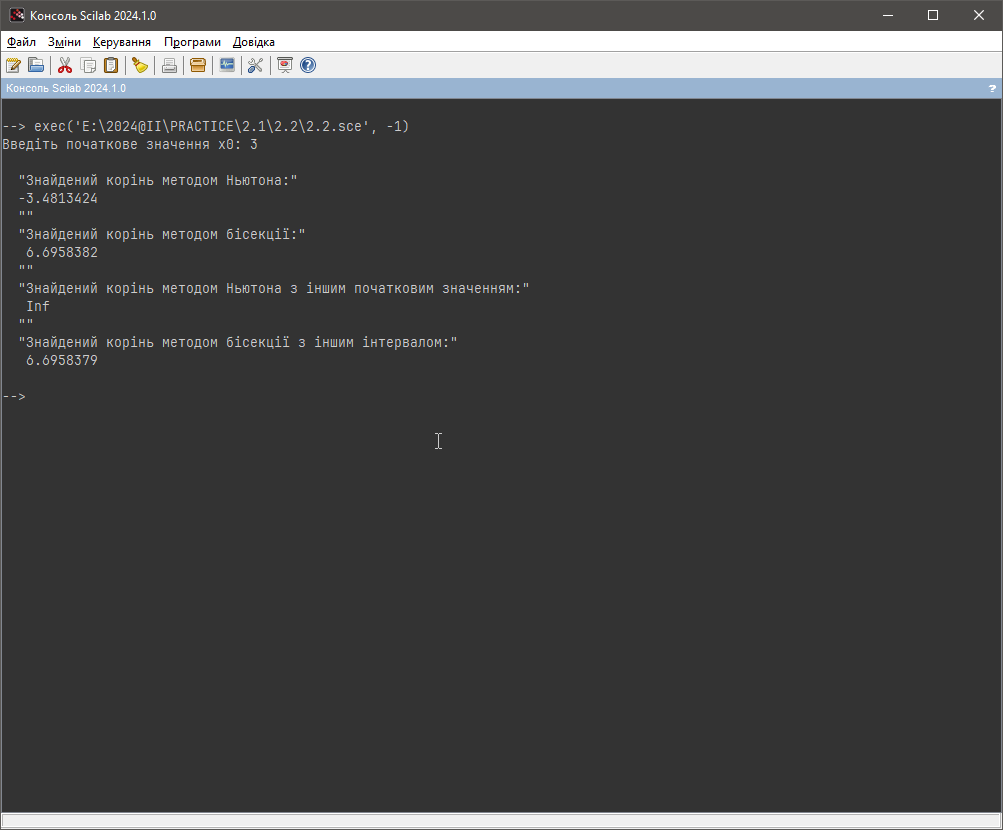 Консоль Scilab 2024.1.0
Файл Зміни Керування Програми Довідка
Консоль Scilab 2024.1.0 ?
--> exec('E:\2024@II\PRACTICE\2.1\2.2\2.2.sce', -1)
Введіть початкове значення x0: 3
"Знайдений корінь методом Ньютона:"
-3.4813424
""
"Знайдений корінь методом бісекції:"
6.6958382
""
"Знайдений корінь методом Ньютона з іншим початковим значенням:"
Inf
""
"Знайдений корінь методом бісекції з іншим інтервалом:"
6.6958379
-->